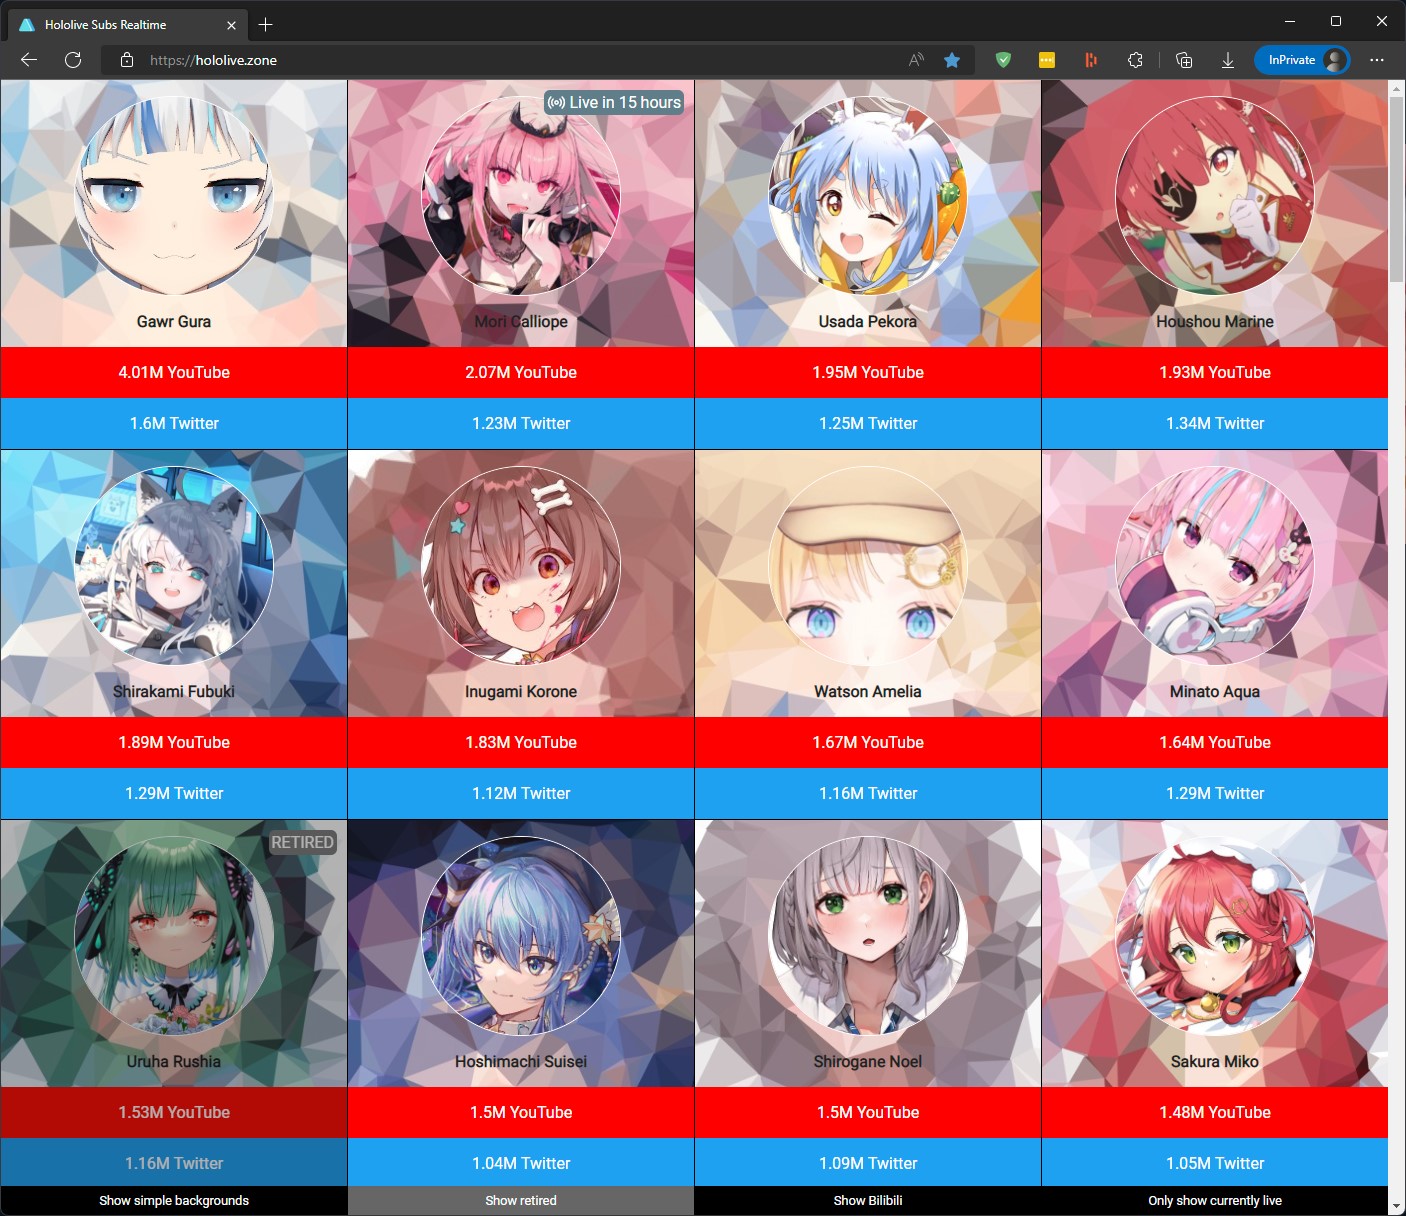 Hololive Subs Realtime
https://hololive.zone
InPrivate
Live in 15 hours
Gawr Gura
Mori Calliope
Usada Pekora
Houshou Marine
4.01M YouTube
2.07M YouTube
1.95M YouTube
1.93M YouTube
1.6M Twitter
1.23M Twitter
1.25M Twitter
1.34M Twitter
Shirakami Fubuki
Inugami Korone
Watson Amelia
Minato Aqua
1.89M YouTube
1.83M YouTube
1.67M YouTube
1.64M YouTube
1.29M Twitter
1.12M Twitter
1.16M Twitter
1.29M Twitter
RETIRED
Uruha Rushia
Hoshimachi Suisei
Shirogane Noel
Sakura Miko
1.53M YouTube
1.5M YouTube
1.5M YouTube
1.48M YouTube
1.16M Twitter
1.04M Twitter
1.09M Twitter
1.05M Twitter
Show simple backgrounds
Show retired
Show Bilibili
Only show currently live